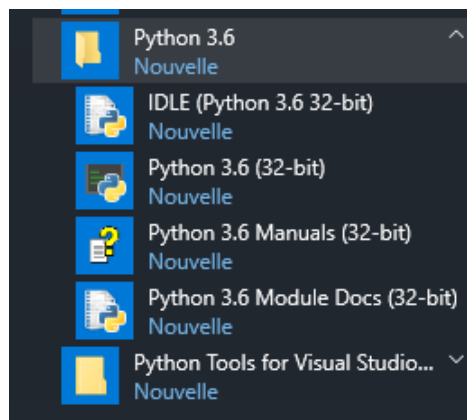 Python 3.6
Nouvelle
IDLE (Python 3.6 32-bit)
Nouvelle
Python 3.6 (32-bit)
Nouvelle
Python 3.6 Manuals (32-bit)
Nouvelle
Python 3.6 Module Docs (32-bit)
Nouvelle
Python Tools for Visual Studio...
Nouvelle